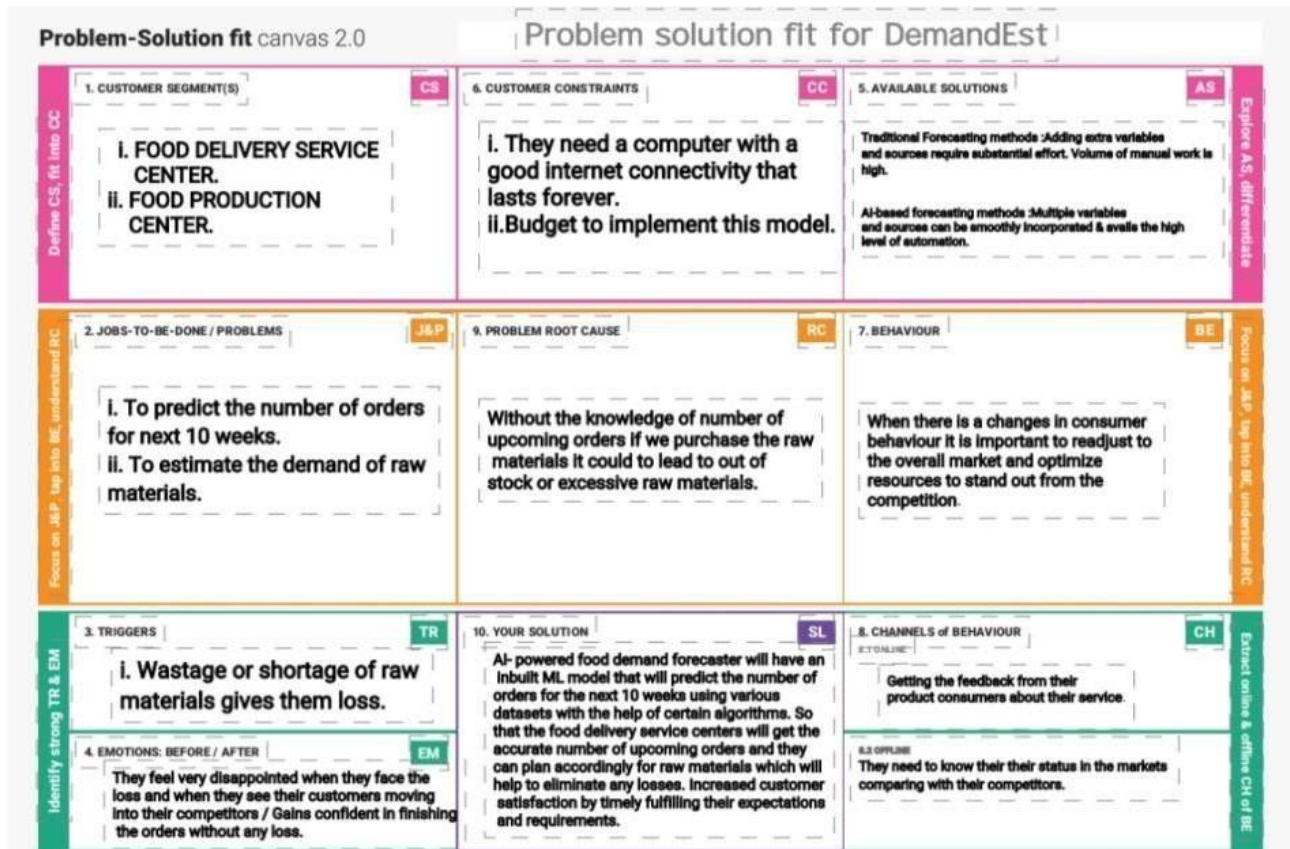 Problem-Solution fit canvas 2.0
Problem solution fit for DemandEst
Define CS, fit into CC
1. CUSTOMER SEGMENT(S)
CS
i. FOOD DELIVERY SERVICE
CENTER.
ii. FOOD PRODUCTION
CENTER.
6. CUSTOMER CONSTRAINTS
CC
i. They need a computer with a
good internet connectivity that
lasts forever.
ii.Budget to implement this model.
5. AVAILABLE SOLUTIONS
AS
Traditional Forecasting methods :Adding extra variables
and sources require substantial effort. Volume of manual work is
high.
AI-based forecasting methods :Multiple variables
and sources can be smoothly incorporated & avails the high
level of automation.
Explore AS, differentiate
Focus on J&P, tap into BE, understand RC
2. JOBS-TO-BE-DONE / PROBLEMS
J&P
i. To predict the number of orders
for next 10 weeks.
ii. To estimate the demand of raw
materials.
9. PROBLEM ROOT CAUSE
RC
Without the knowledge of number of
upcoming orders if we purchase the raw
materials it could to lead to out of
stock or excessive raw materials.
7. BEHAVIOUR
BE
When there is a changes in consumer
behaviour it is important to readjust to
the overall market and optimize
resources to stand out from the
competition.
Focus on J&P, tap into BE, understand RC
Identify strong TR & EM
3. TRIGGERS
TR
i. Wastage or shortage of raw
materials gives them loss.
4. EMOTIONS: BEFORE / AFTER
EM
They feel very disappointed when they face the
loss and when they see their customers moving
into their competitors / Gains confident in finishing
the orders without any loss.
10. YOUR SOLUTION
SL
AI- powered food demand forecaster will have an
Inbuilt ML model that will predict the number of
orders for the next 10 weeks using various
datasets with the help of certain algorithms. So
that the food delivery service centers will get the
accurate number of upcoming orders and they
can plan accordingly for raw materials which will
help to eliminate any losses. Increased customer
satisfaction by timely fulfilling their expectations
and requirements.
8. CHANNELS of BEHAVIOUR
CH
8.1 ONLINE
Getting the feedback from their
product consumers about their service.
8.2 OFFLINE
They need to know their their status in the markets
comparing with their competitors.
Extract online & offline CH of BE